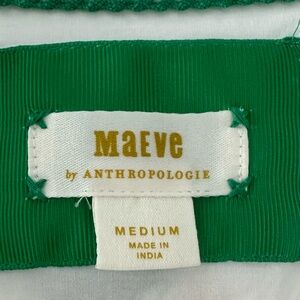 Maeve
by ANTHROPOLOGIE
MEDIUM
MADE IN
INDIA